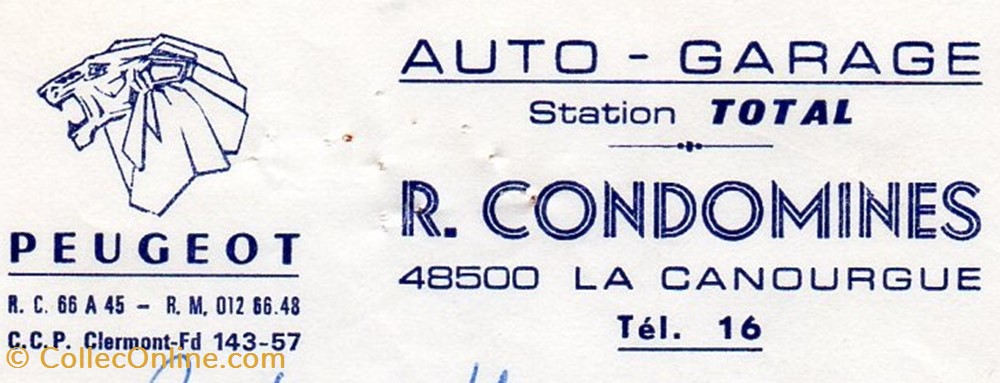 PEUGEOT
R. C. 66 A 45 – R. M. 012 66.48
C.C.P. Clermont-Fd 143-57
AUTO - GARAGE
Station TOTAL
R. CONDOMINES
48500 LA CANOURGUE
Tél. 16
© CollecOnline.com